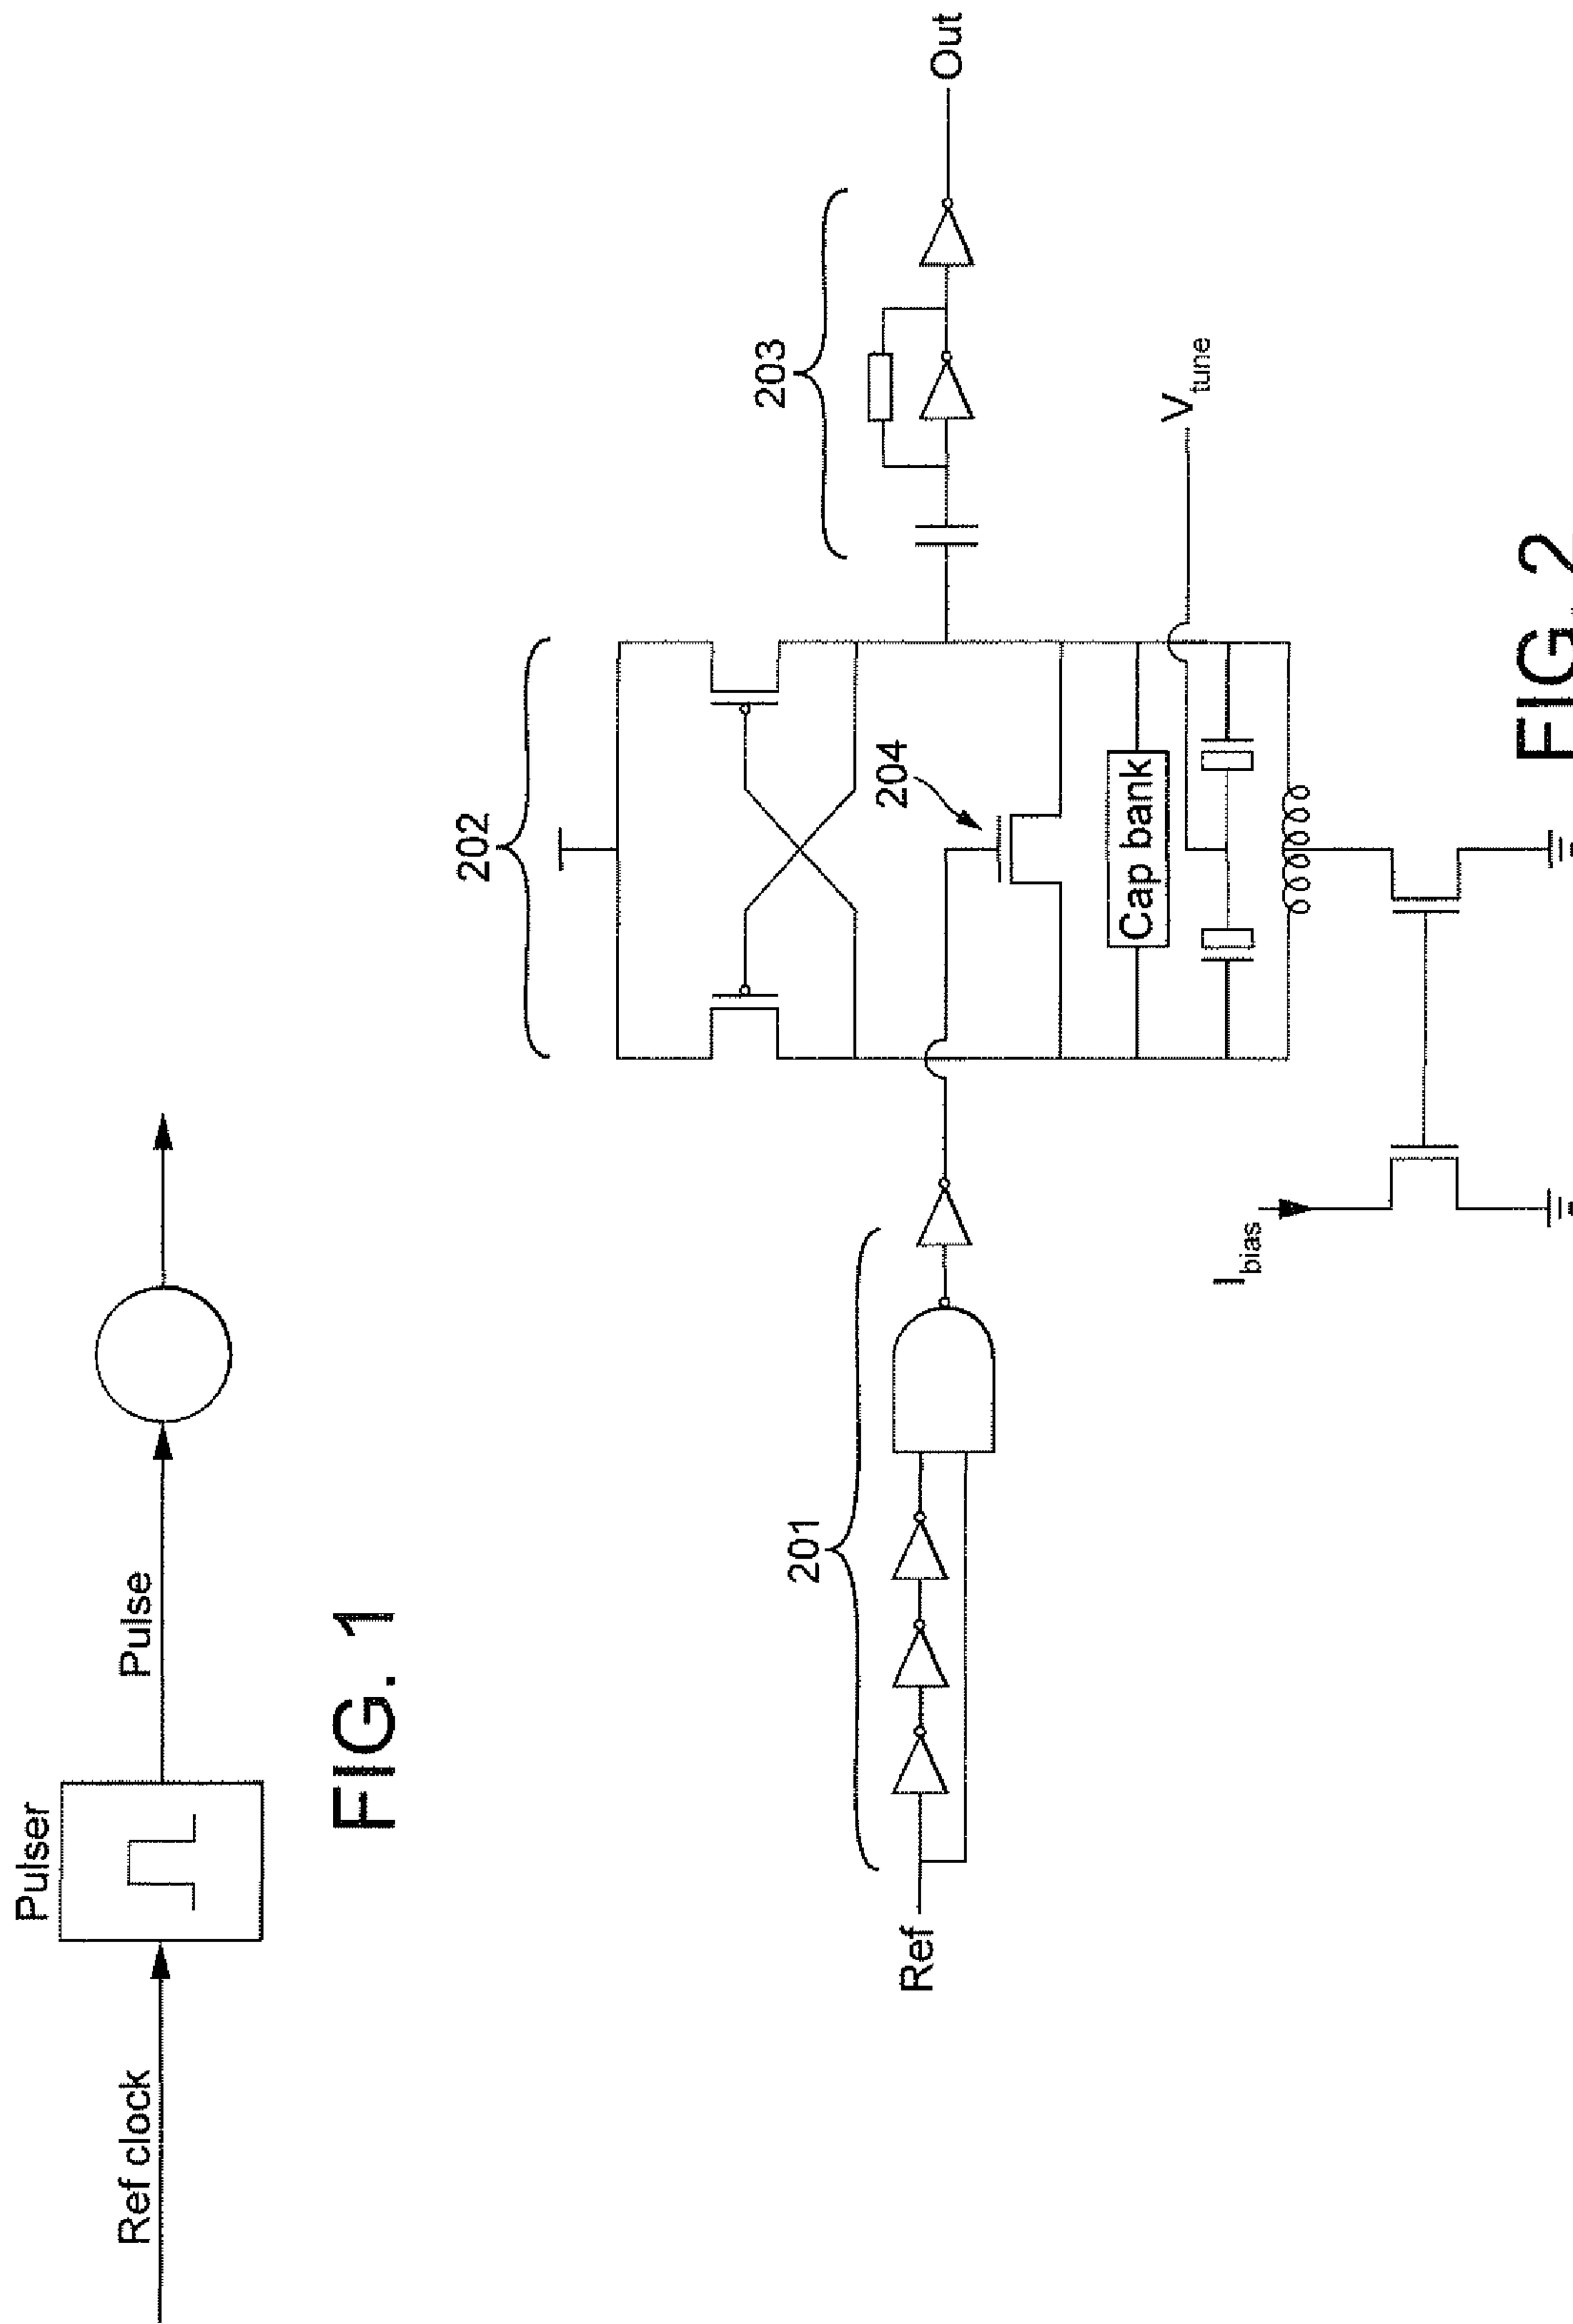 Pulser
Ref clock
Pulse
FIG. 1
202
203
Out
204
201
Ref
Cap bank
V tune
I bias
FIG. 2